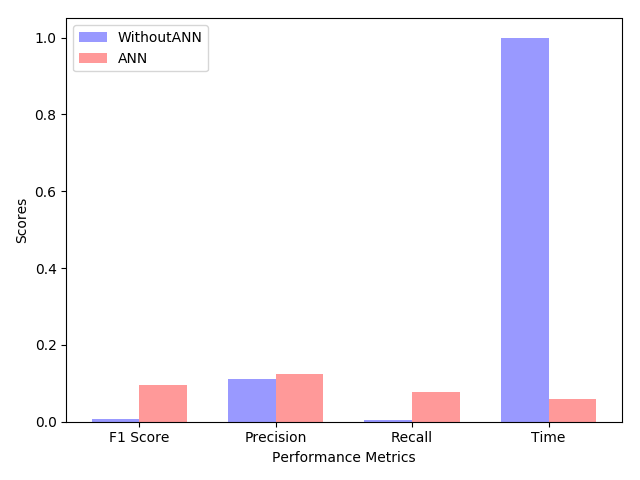 WithoutANN
ANN
1.0
0.8
0.6
0.4
0.2
0.0
Scores
F1 Score Precision Recall Time
Performance Metrics